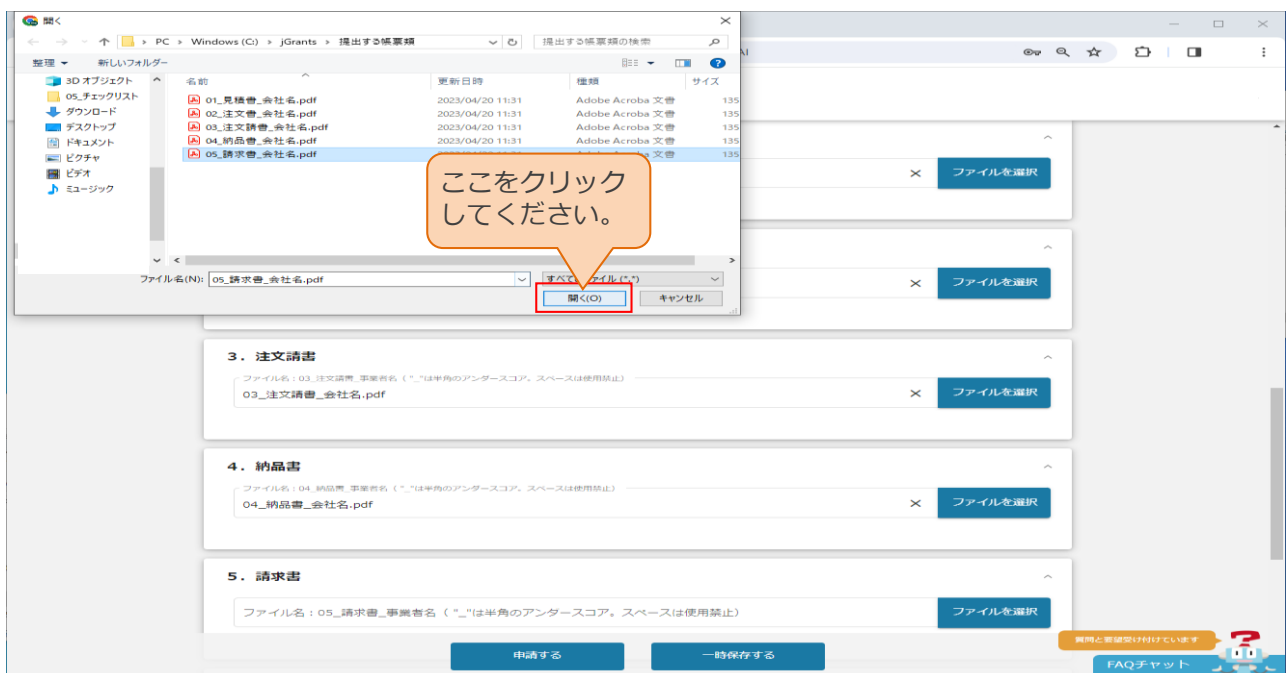 開く
PC > Windows (C:) > jGrants > 提出する帳票類
提出する帳票類の検索
整理
新しいフォルダー
名前
更新日時
種類
サイズ
3D オブジェクト
05_チェックリスト
ダウンロード
デスクトップ
ドキュメント
ピクチャ
ビデオ
ミュージック
01_見積書_会社名.pdf 2023/04/20 11:31 Adobe Acroba 文書 135
02_注文書_会社名.pdf 2023/04/20 11:31 Adobe Acroba 文書 135
03_注文請書_会社名.pdf 2023/04/20 11:31 Adobe Acroba 文書 135
04_納品書_会社名.pdf 2023/04/20 11:31 Adobe Acroba 文書 135
05_請求書_会社名.pdf 135
ここをクリック
してください。
ファイル名(N): 05_請求書_会社名.pdf
開く(O)
キャンセル
ファイルを選択
ファイルを選択
3. 注文請書
ファイル名:03_注文請書_事業者名( "_"は半角のアンダースコア。スペースは使用禁止)
03_注文請書_会社名.pdf
ファイルを選択
4. 納品書
ファイル名:04_納品書_事業者名( "_"は半角のアンダースコア。スペースは使用禁止)
04_納品書_会社名.pdf
ファイルを選択
5. 請求書
ファイル名:05_請求書_事業者名( "_"は半角のアンダースコア。スペースは使用禁止)
ファイルを選択
申請する
一時保存する
質問と要望受け付けています
FAQチャット